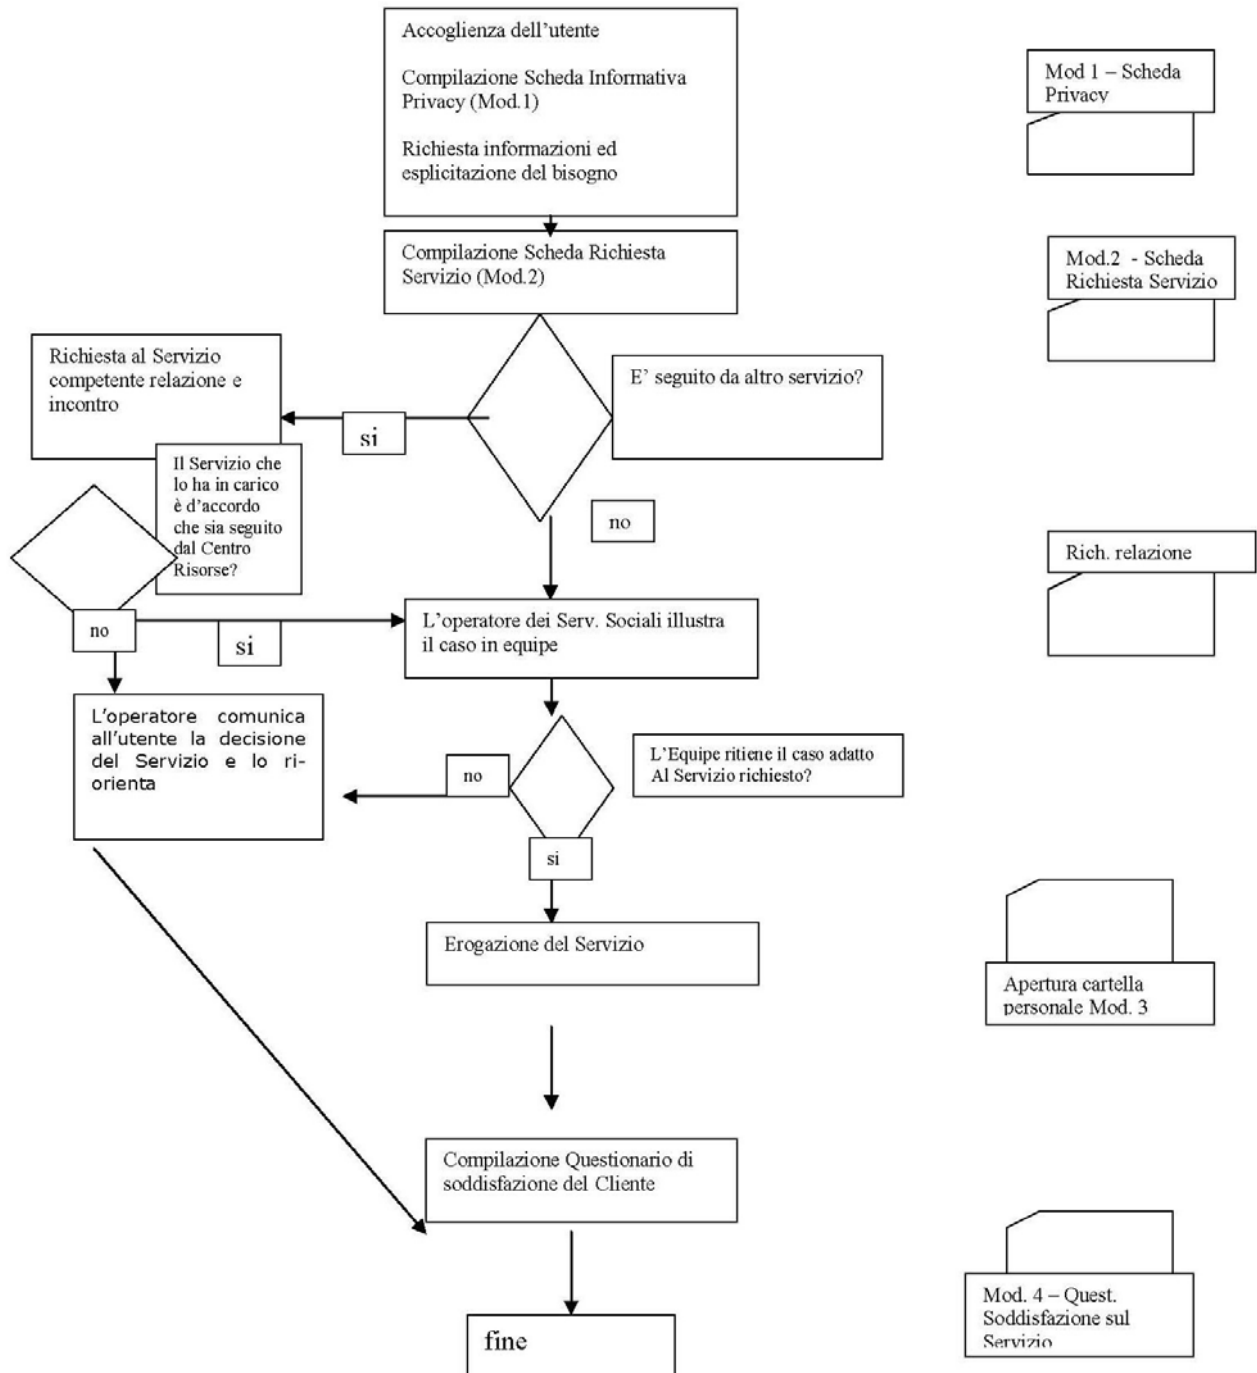 Accoglienza dell'utente
Compilazione Scheda Informativa
Privacy (Mod.1)
Richiesta informazioni ed
esplicitazione del bisogno
Mod 1 – Scheda
Privacy
Compilazione Scheda Richiesta
Servizio (Mod.2)
Mod.2 - Scheda
Richiesta Servizio
Richiesta al Servizio
competente relazione e
incontro
E' seguito da altro servizio?
si
Il Servizio che
lo ha in carico
è d'accordo
che sia seguito
dal Centro
Risorse?
no
Rich. relazione
no
si
L'operatore dei Serv. Sociali illustra
il caso in equipe
L'operatore comunica
all'utente la decisione
del Servizio e lo ri-
orienta
no
L'Equipe ritiene il caso adatto
Al Servizio richiesto?
si
Erogazione del Servizio
Apertura cartella
personale Mod. 3
Compilazione Questionario di
soddisfazione del Cliente
Mod. 4 – Quest.
Soddisfazione sul
Servizio
fine